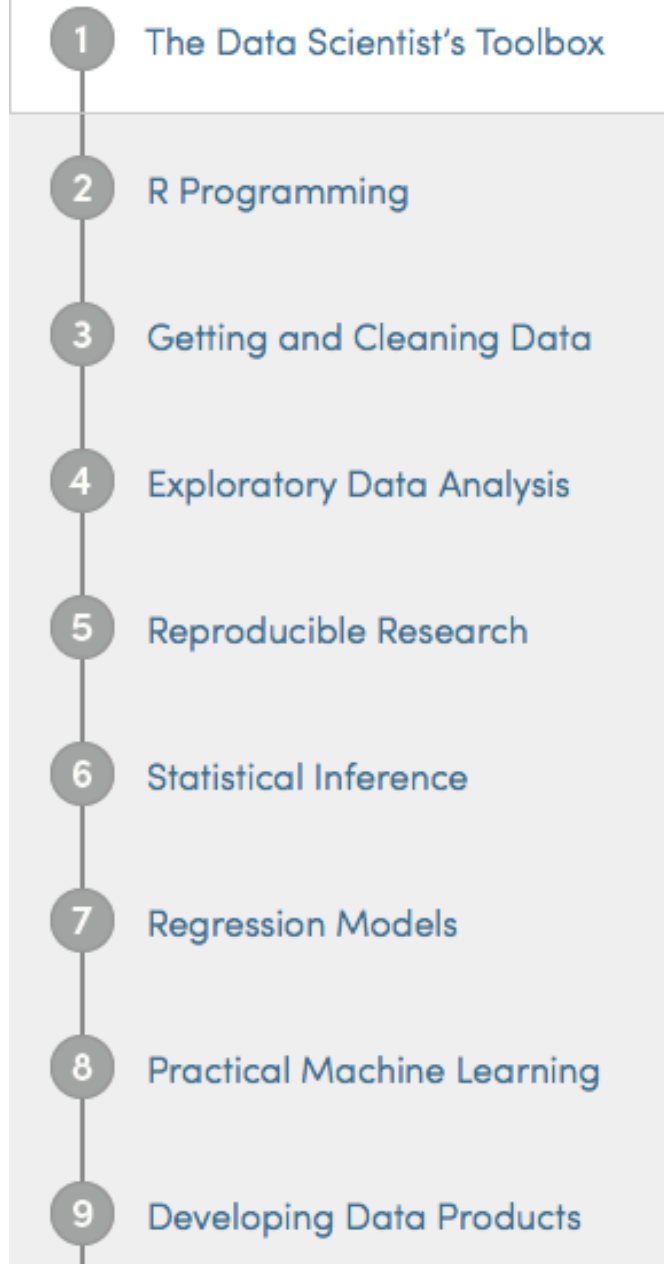 1 The Data Scientist's Toolbox
2 R Programming
3 Getting and Cleaning Data
4 Exploratory Data Analysis
5 Reproducible Research
6 Statistical Inference
7 Regression Models
8 Practical Machine Learning
9 Developing Data Products